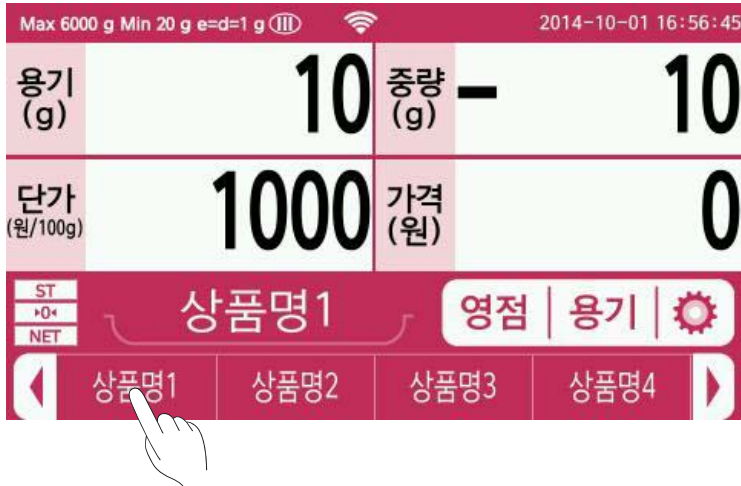 Max 6000 g Min 20 g e=d=1 g Ⅲ 2014-10-01 16:56:45
용기
(g)
10
중량
(g)
- 10
단가
(원/100g)
1000
가격
(원)
0
ST
▸0◂
NET
상품명1
영점
용기
상품명1
상품명2
상품명3
상품명4